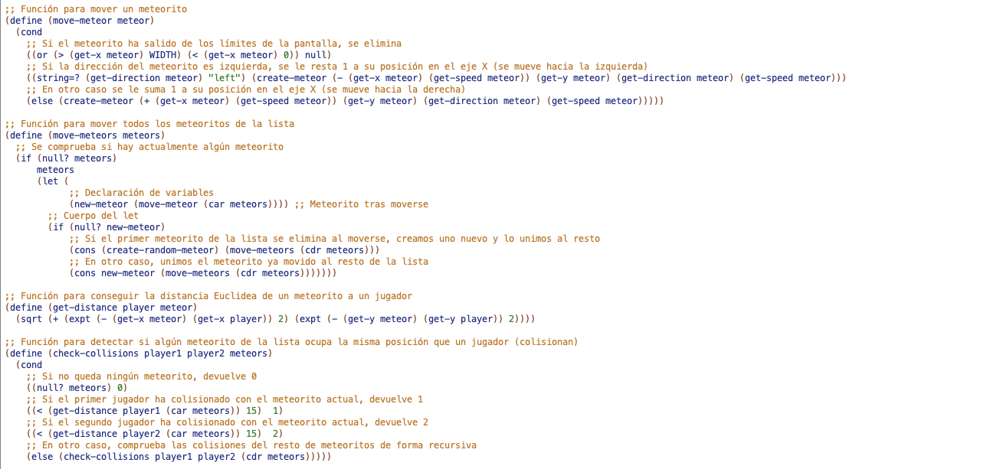 ;; Función para mover un meteorito
(define (move-meteor meteor)
(cond
;; Si el meteorito ha salido de los límites de la pantalla, se elimina
((or (> (get-x meteor) WIDTH) (< (get-x meteor) 0)) null)
;; Si la dirección del meteorito es izquierda, se le resta 1 a su posición en el eje X (se mueve hacia la izquierda)
((string=? (get-direction meteor) "left") (create-meteor (- (get-x meteor) (get-speed meteor)) (get-y meteor) (get-direction meteor) (get-speed meteor)))
;; En otro caso se le suma 1 a su posición en el eje X (se mueve hacia la derecha)
(else (create-meteor (+ (get-x meteor) (get-speed meteor)) (get-y meteor) (get-direction meteor) (get-speed meteor)))))
;; Función para mover todos los meteoritos de la lista
(define (move-meteors meteors)
;; Se comprueba si hay actualmente algún meteorito
(if (null? meteors)
meteors
(let (
;; Declaración de variables
(new-meteor (move-meteor (car meteors)))) ;; Meteorito tras moverse
;; Cuerpo del let
(if (null? new-meteor)
;; Si el primer meteorito de la lista se elimina al moverse, creamos uno nuevo y lo unimos al resto
(cons (create-random-meteor) (move-meteors (cdr meteors)))
;; En otro caso, unimos el meteorito ya movido al resto de la lista
(cons new-meteor (move-meteors (cdr meteors)))))))
;; Función para conseguir la distancia Euclidea de un meteorito a un jugador
(define (get-distance player meteor)
(sqrt (+ (expt (- (get-x meteor) (get-x player)) 2) (expt (- (get-y meteor) (get-y player)) 2))))
;; Función para detectar si algún meteorito de la lista ocupa la misma posición que un jugador (colisionan)
(define (check-collisions player1 player2 meteors)
(cond
;; Si no queda ningún meteorito, devuelve 0
((null? meteors) 0)
;; Si el primer jugador ha colisionado con el meteorito actual, devuelve 1
((< (get-distance player1 (car meteors)) 15)  1)
;; Si el segundo jugador ha colisionado con el meteorito actual, devuelve 2
((< (get-distance player2 (car meteors)) 15)  2)
;; En otro caso, comprueba las colisiones del resto de meteoritos de forma recursiva
(else (check-collisions player1 player2 (cdr meteors)))))